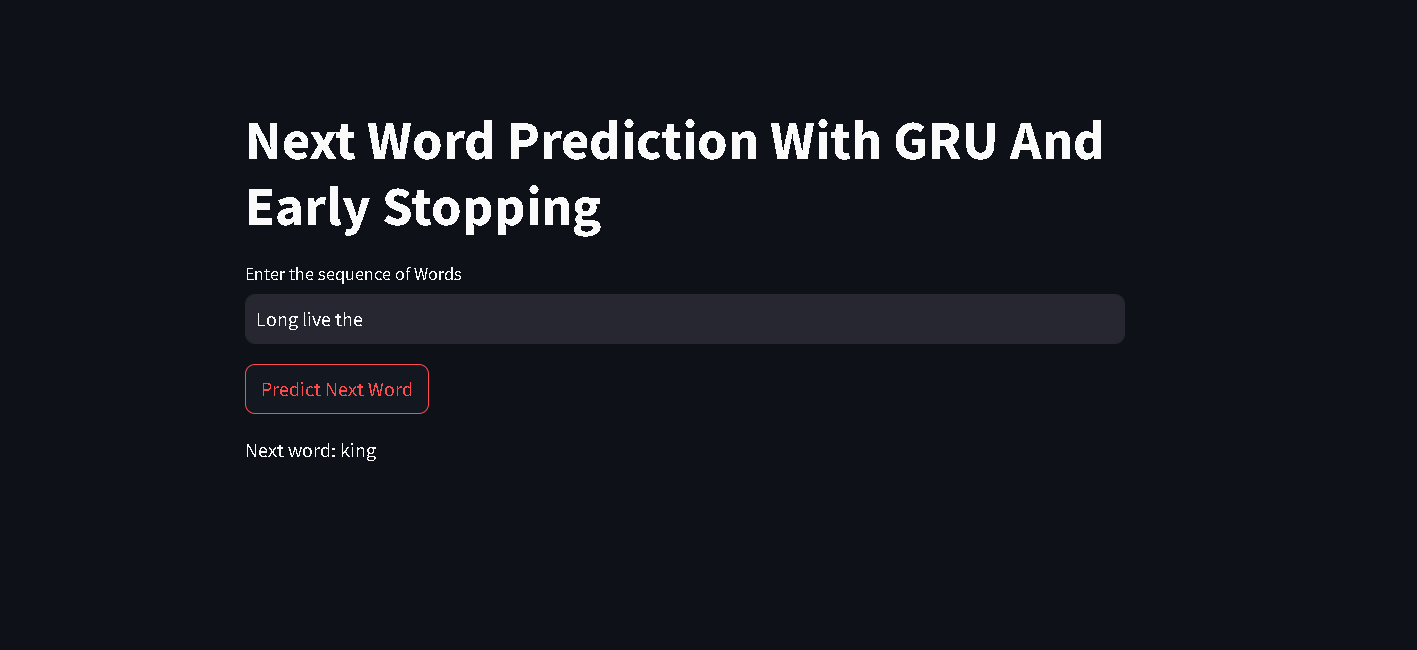 Next Word Prediction With GRU And
Early Stopping
Enter the sequence of Words
Long live the
Predict Next Word
Next word: king